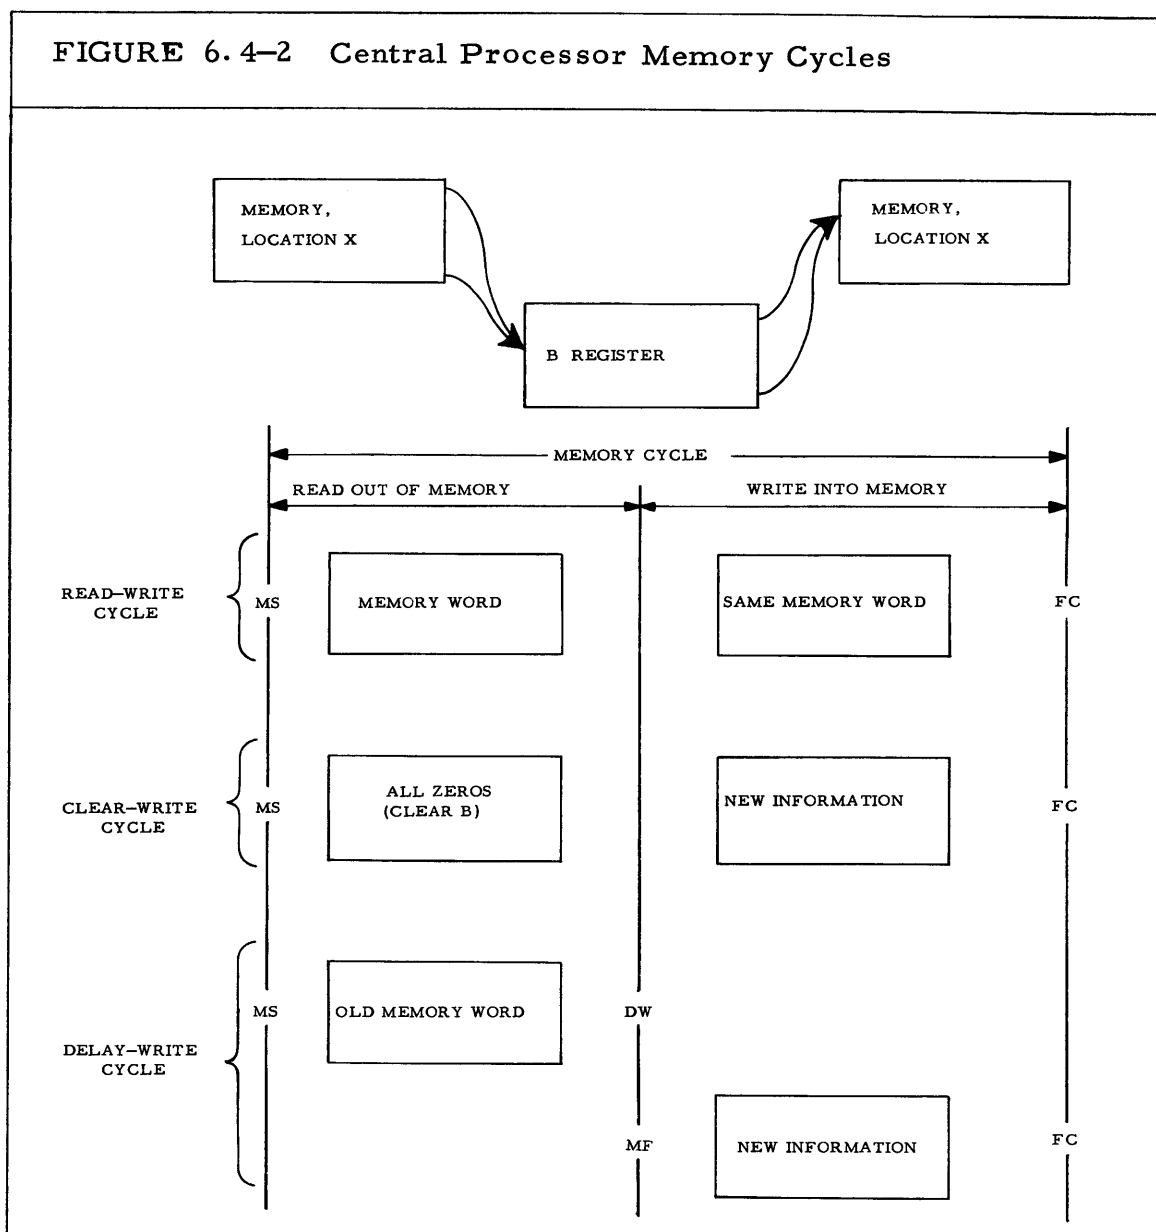 FIGURE 6.4—2 Central Processor Memory Cycles
MEMORY,
LOCATION X
MEMORY,
LOCATION X
B REGISTER
MEMORY CYCLE
READ OUT OF MEMORY
WRITE INTO MEMORY
READ—WRITE
CYCLE
MS
MEMORY WORD
SAME MEMORY WORD
FC
CLEAR—WRITE
CYCLE
MS
ALL ZEROS
(CLEAR B)
NEW INFORMATION
FC
DELAY—WRITE
CYCLE
MS
OLD MEMORY WORD
DW
MF
NEW INFORMATION
FC